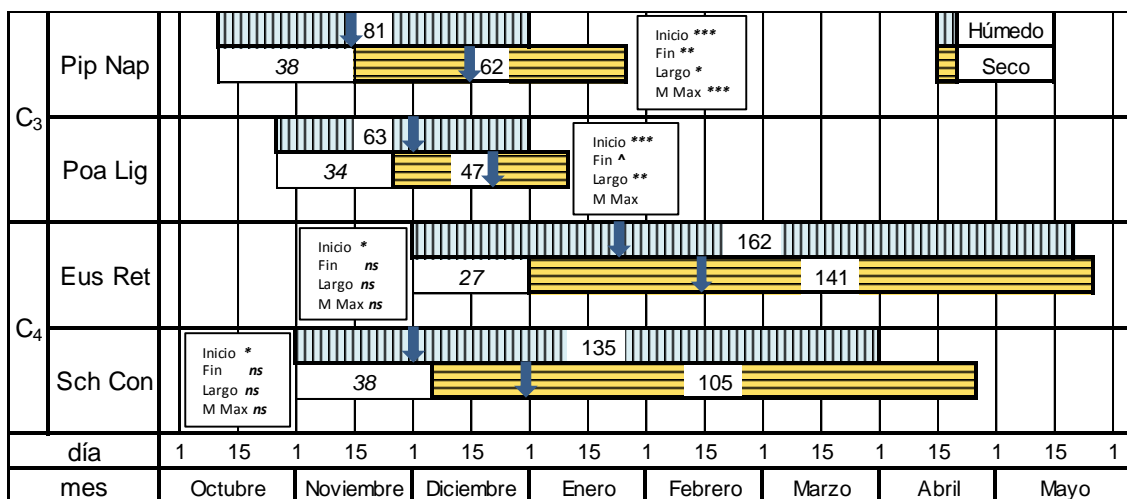 81
Húmedo
Pip Nap
38
62
Seco
Inicio ***
Fin **
Largo *
M Max ***
C3
63
Poa Lig
34
47
Inicio ***
Fin ^
Largo **
M Max
162
Eus Ret
27
141
Inicio *
Fin ns
Largo ns
M Max ns
C4
135
Sch Con
38
105
Inicio *
Fin ns
Largo ns
M Max ns
día 1 15 1 15 1 15 1 15 1 15 1 15 1 15 1 15 1
mes Octubre Noviembre Diciembre Enero Febrero Marzo Abril Mayo